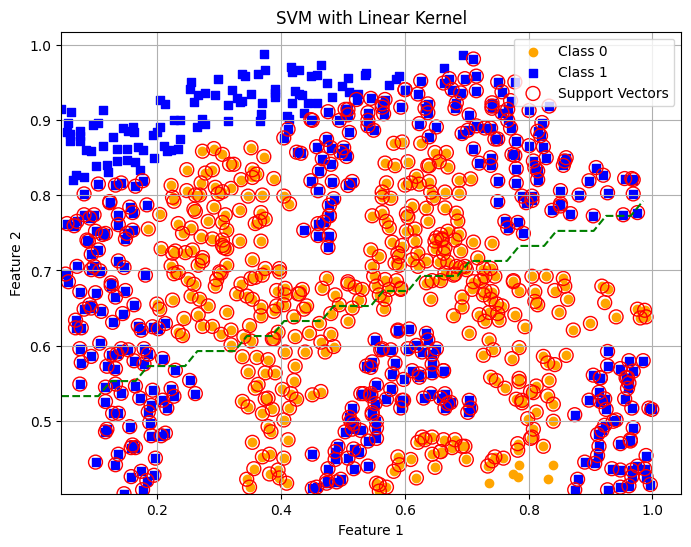 SVM with Linear Kernel
Class 0
Class 1
Support Vectors
1.0
0.9
0.8
0.7
0.6
0.5
Feature 2
0.2
0.4
0.6
0.8
1.0
Feature 1